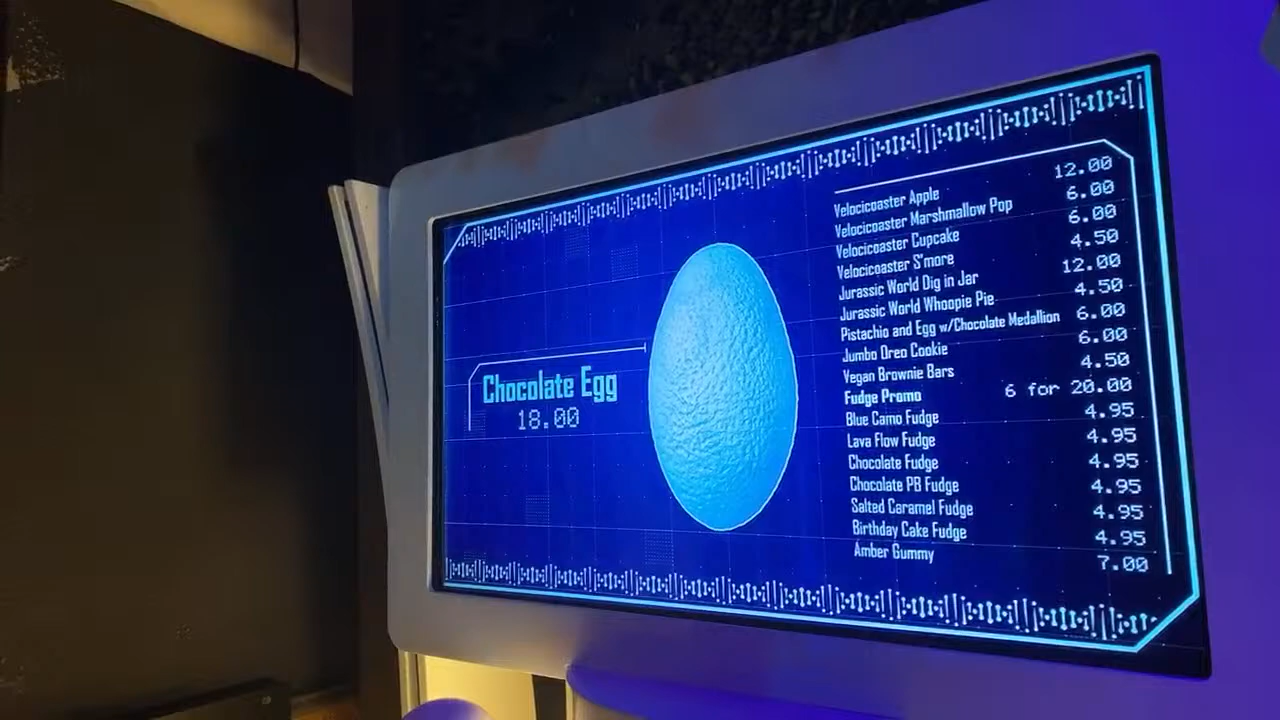 Chocolate Egg
18.00
Velocicoaster Apple 12.00
Velocicoaster Marshmallow Pop 6.00
Velocicoaster Cupcake 6.00
Velocicoaster S'more 4.50
Jurassic World Dig in Jar 12.00
Jurassic World Whoopie Pie 4.50
Pistachio and Egg w/Chocolate Medallion 6.00
Jumbo Oreo Cookie 6.00
Vegan Brownie Bars 4.50
Fudge Promo 6 for 20.00
Blue Camo Fudge 4.95
Lava Flow Fudge 4.95
Chocolate Fudge 4.95
Chocolate PB Fudge 4.95
Salted Caramel Fudge 4.95
Birthday Cake Fudge 4.95
Amber Gummy 7.00